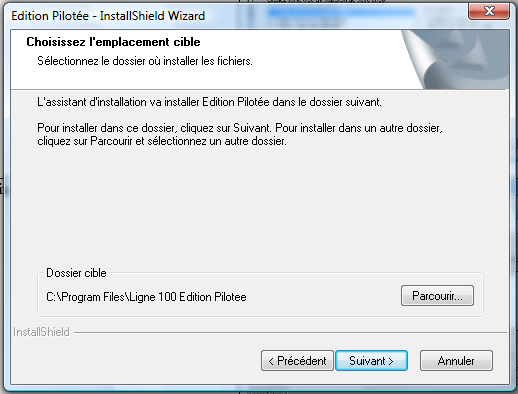 Edition Pilotée - InstallShield Wizard
Choisissez l'emplacement cible
Sélectionnez le dossier où installer les fichiers.
L'assistant d'installation va installer Edition Pilotée dans le dossier suivant.
Pour installer dans ce dossier, cliquez sur Suivant. Pour installer dans un autre dossier,
cliquez sur Parcourir et sélectionnez un autre dossier.
Dossier cible
C:\Program Files\Ligne 100 Edition Pilotee
Parcourir...
InstallShield
< Précédent
Suivant >
Annuler